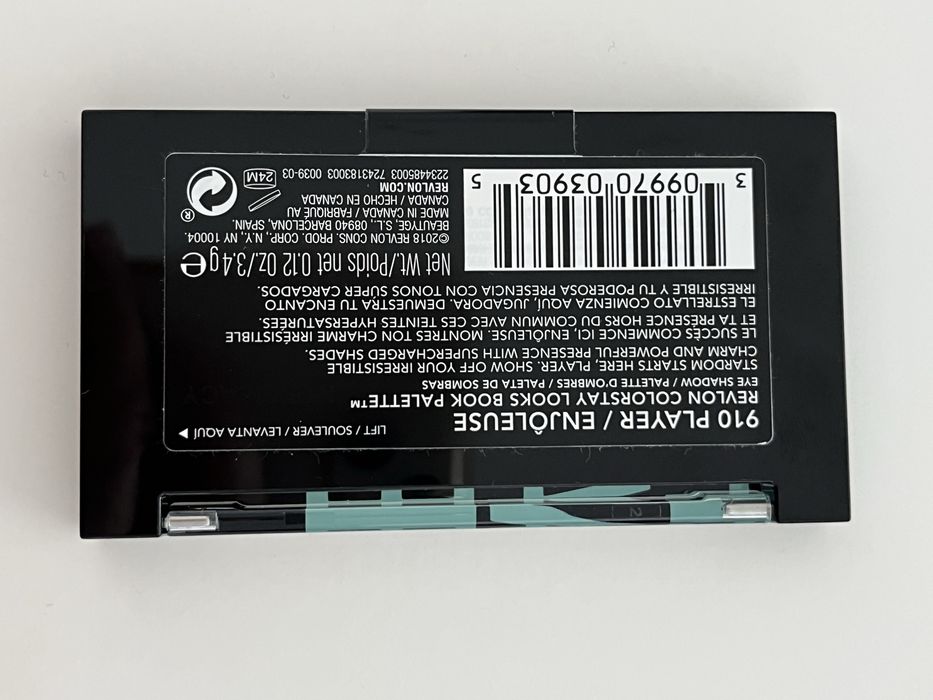 910 PLAYER / ENJÔLEUSE
LIFT / SOULEVER / LEVANTA AQUÍ
REVLON COLORSTAY LOOKS BOOK PALETTE™
EYE SHADOW / PALETTE D'OMBRES / PALETA DE SOMBRAS
STARDOM STARTS HERE, PLAYER. SHOW OFF YOUR IRRESISTIBLE
CHARM AND POWERFUL PRESENCE WITH SUPERCHARGED SHADES.
LE SUCCÈS COMMENCE ICI, ENJÔLEUSE. MONTRES TON CHARME IRRÉSISTIBLE
ET TA PRÉSENCE HORS DU COMMUN AVEC CES TEINTES HYPERSATURÉES.
EL ESTRELLATO COMIENZA AQUÍ, JUGADORA. DEMUESTRA TU ENCANTO
IRRESISTIBLE Y TU PODEROSA PRESENCIA CON TONOS SÚPER CARGADOS.
Net Wt./Poids net 0.12 Oz./3.4 g ℮
©2018 REVLON CONS. PROD. CORP., N.Y., NY 10004.
BEAUTYGE, S.L., 08940 BARCELONA, SPAIN.
MADE IN CANADA / FABRIQUÉ AU
CANADA / HECHO EN CANADA
REVLON.COM
2234485003 7243183003 0039-03
24M
®
3 09970 03903 5
2